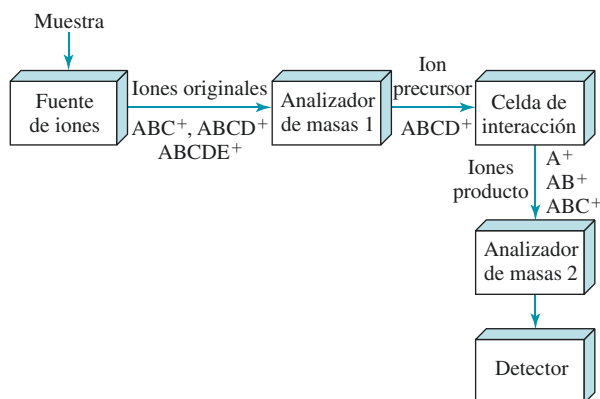 Muestra
Fuente
de iones
Iones originales
ABC⁺, ABCD⁺
ABCDE⁺
Analizador
de masas 1
Ion
precursor
ABCD⁺
Celda de
interacción
Iones
producto
A⁺
AB⁺
ABC⁺
Analizador
de masas 2
Detector